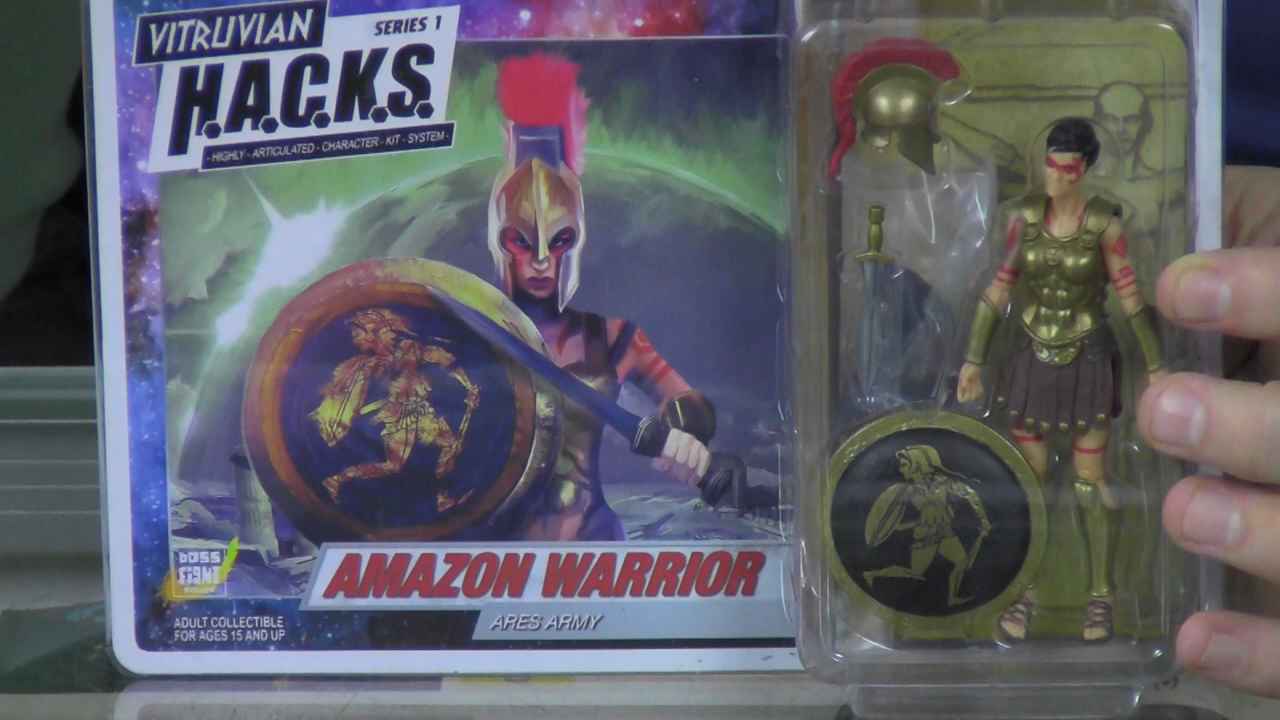 VITRUVIAN
SERIES 1
H.A.C.K.S.
- HIGHLY - ARTICULATED - CHARACTER - KIT - SYSTEM -
BOSS
FIGHT
AMAZON WARRIOR
ARES ARMY
ADULT COLLECTIBLE
FOR AGES 15 AND UP